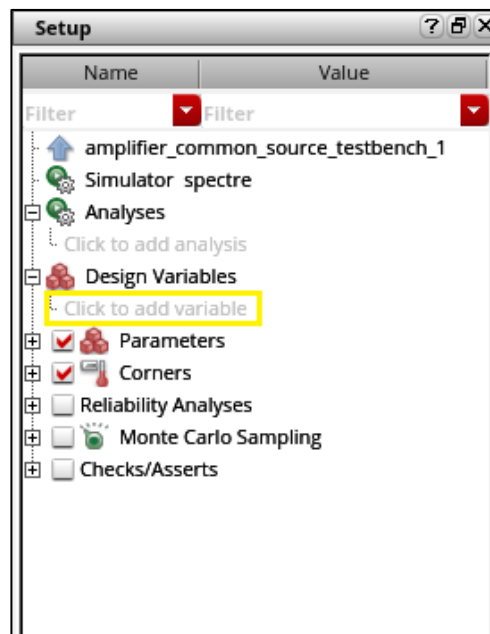 Setup
Name Value
Filter Filter
amplifier_common_source_testbench_1
Simulator spectre
Analyses
Click to add analysis
Design Variables
Click to add variable
Parameters
Corners
Reliability Analyses
Monte Carlo Sampling
Checks/Asserts